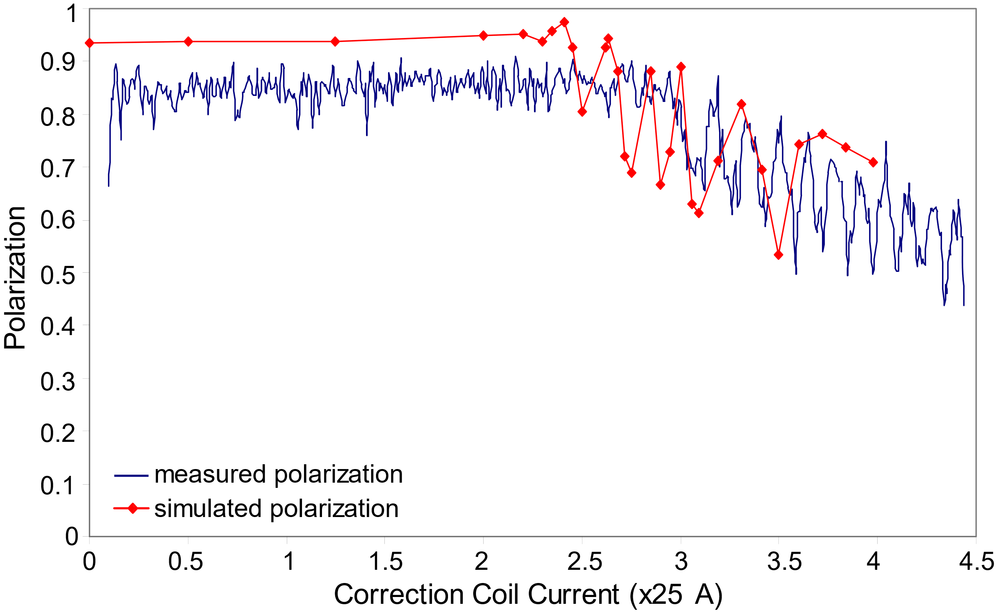 Polarization
1
0.9
0.8
0.7
0.6
0.5
0.4
0.3
0.2
0.1
0
measured polarization
simulated polarization
0 0.5 1 1.5 2 2.5 3 3.5 4 4.5
Correction Coil Current (x25 A)